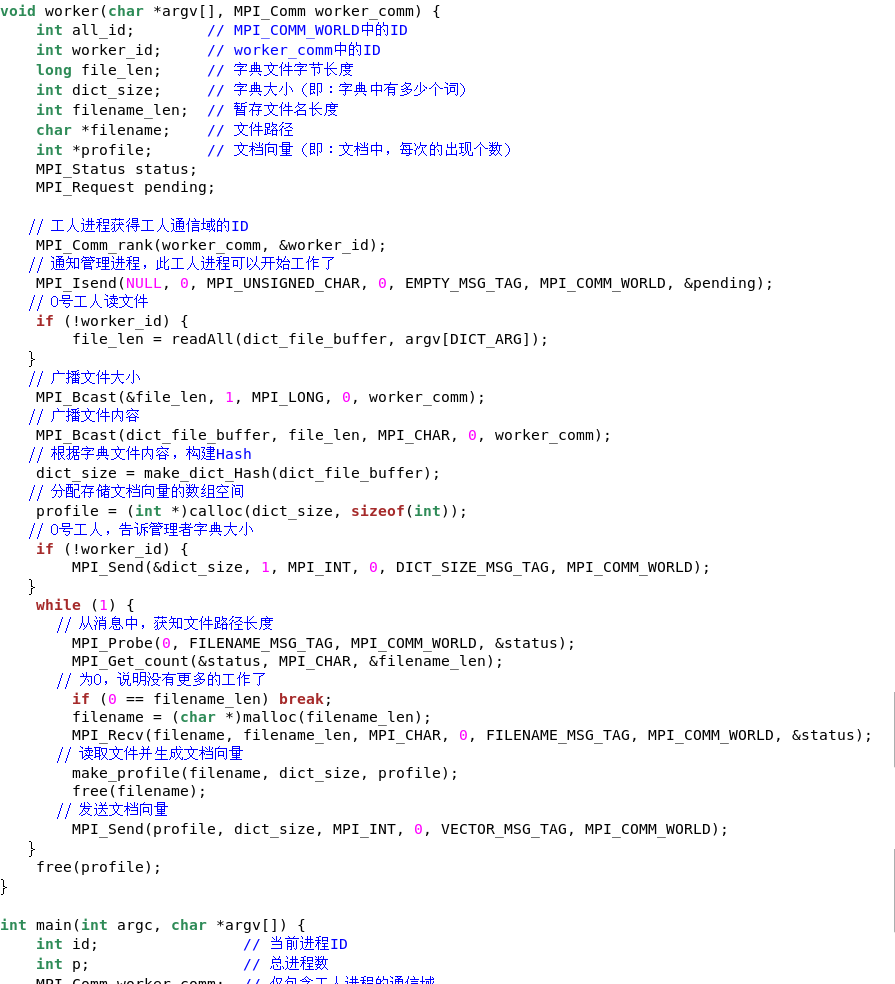 void worker(char *argv[], MPI_Comm worker_comm) {
    int all_id;        // MPI_COMM_WORLD中的ID
    int worker_id;     // worker_comm中的ID
    long file_len;     // 字典文件字节长度
    int dict_size;     // 字典大小（即：字典中有多少个词）
    int filename_len;  // 暂存文件名长度
    char *filename;    // 文件路径
    int *profile;      // 文档向量（即：文档中，每次的出现个数）
    MPI_Status status;
    MPI_Request pending;

    // 工人进程获得工人通信域的ID
    MPI_Comm_rank(worker_comm, &worker_id);
    // 通知管理进程，此工人进程可以开始工作了
    MPI_Isend(NULL, 0, MPI_UNSIGNED_CHAR, 0, EMPTY_MSG_TAG, MPI_COMM_WORLD, &pending);
    // 0号工人读文件
    if (!worker_id) {
        file_len = readAll(dict_file_buffer, argv[DICT_ARG]);
    }
    // 广播文件大小
    MPI_Bcast(&file_len, 1, MPI_LONG, 0, worker_comm);
    // 广播文件内容
    MPI_Bcast(dict_file_buffer, file_len, MPI_CHAR, 0, worker_comm);
    // 根据字典文件内容，构建Hash
    dict_size = make_dict_Hash(dict_file_buffer);
    // 分配存储文档向量的数组空间
    profile = (int *)calloc(dict_size, sizeof(int));
    // 0号工人，告诉管理者字典大小
    if (!worker_id) {
        MPI_Send(&dict_size, 1, MPI_INT, 0, DICT_SIZE_MSG_TAG, MPI_COMM_WORLD);
    }
    while (1) {
        // 从消息中，获知文件路径长度
        MPI_Probe(0, FILENAME_MSG_TAG, MPI_COMM_WORLD, &status);
        MPI_Get_count(&status, MPI_CHAR, &filename_len);
        // 为0，说明没有更多的工作了
        if (0 == filename_len) break;
        filename = (char *)malloc(filename_len);
        MPI_Recv(filename, filename_len, MPI_CHAR, 0, FILENAME_MSG_TAG, MPI_COMM_WORLD, &status);
        // 读取文件并生成文档向量
        make_profile(filename, dict_size, profile);
        free(filename);
        // 发送文档向量
        MPI_Send(profile, dict_size, MPI_INT, 0, VECTOR_MSG_TAG, MPI_COMM_WORLD);
    }
    free(profile);
}

int main(int argc, char *argv[]) {
    int id;                // 当前进程ID
    int p;                 // 总进程数
    MPI_Comm worker_comm;  // 仅包含工人进程的通信域